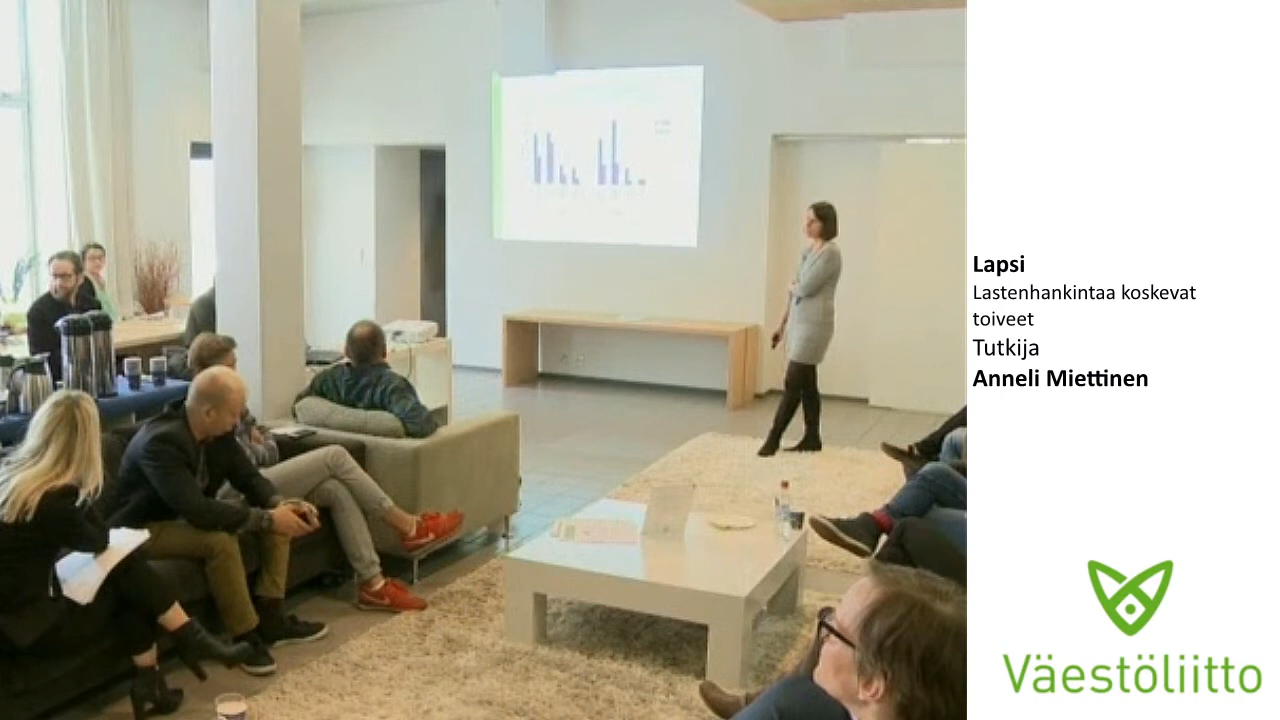 Lapsi
Lastenhankintaa koskevat
toiveet
Tutkija
Anneli Miettinen
Väestöliitto